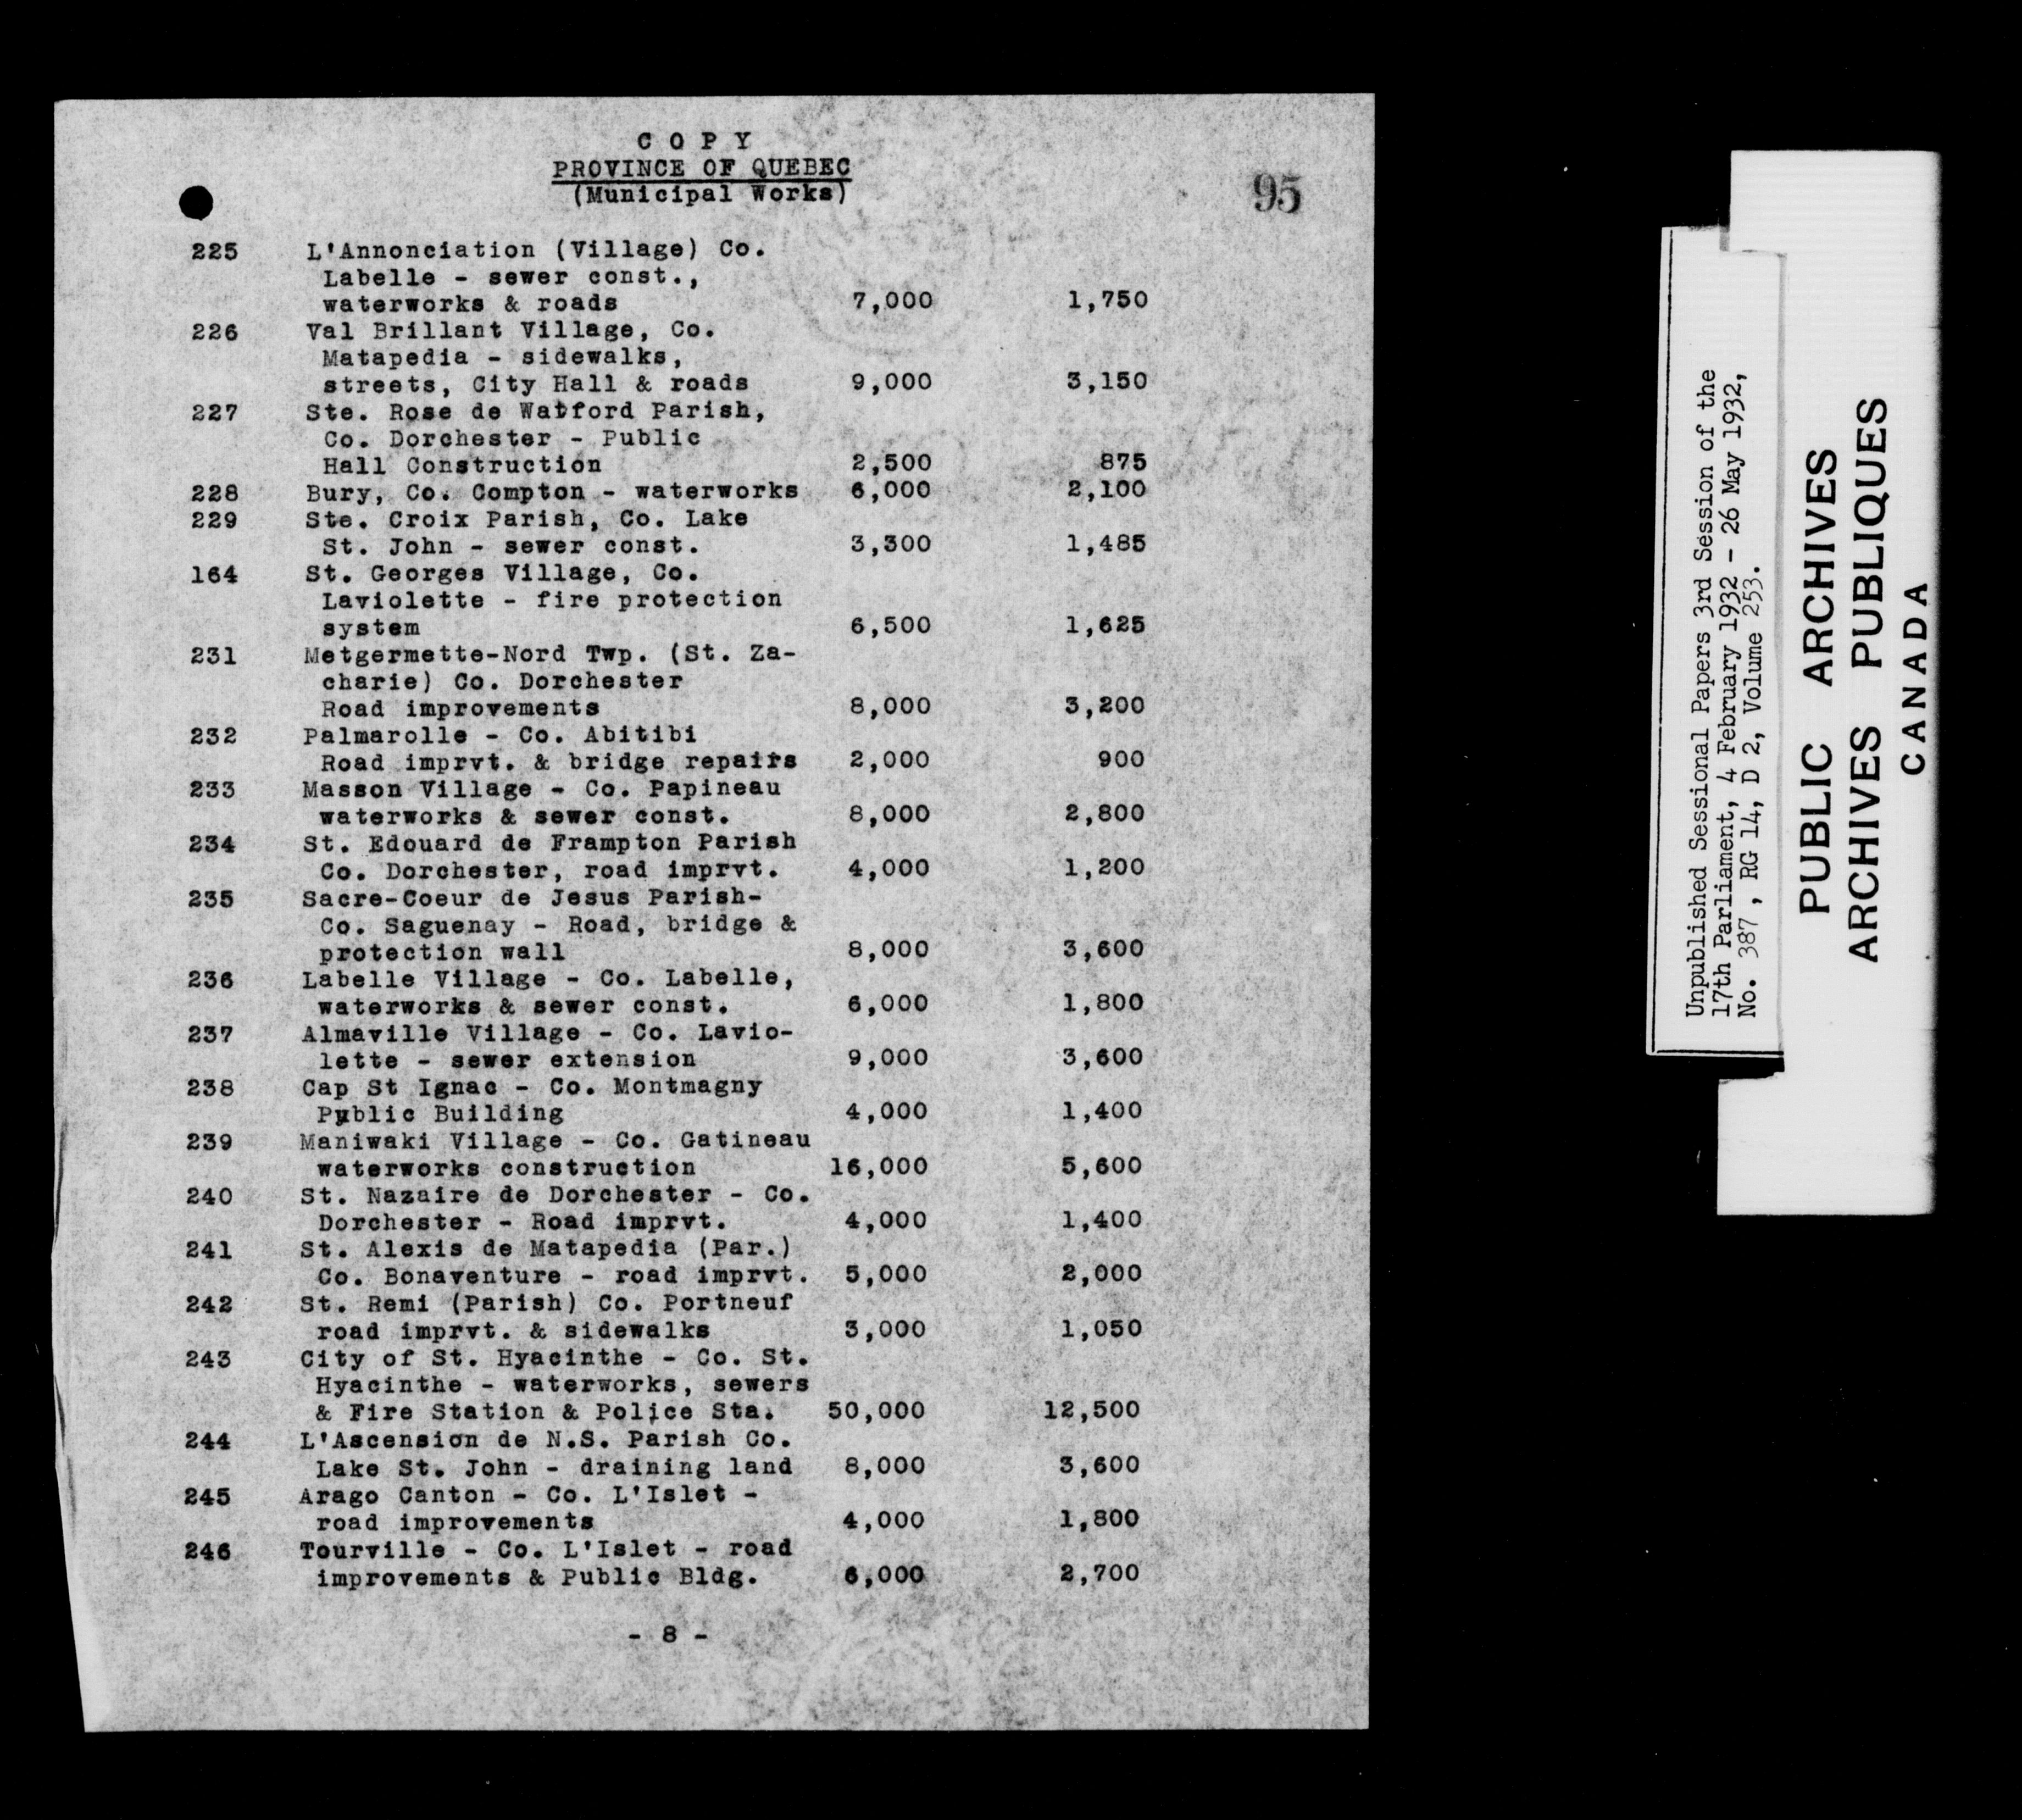 C O P Y
PROVINCE OF QUEBEC
(Municipal Works)
95
225 L'Annonciation (Village) Co.
Labelle - sewer const.,
waterworks & roads 7,000 1,750
226 Val Brillant Village, Co.
Matapedia - sidewalks,
streets, City Hall & roads 9,000 3,150
227 Ste. Rose de Watford Parish,
Co. Dorchester - Public
Hall Construction 2,500 875
228 Bury, Co. Compton - waterworks 6,000 2,100
229 Ste. Croix Parish, Co. Lake
St. John - sewer const. 3,300 1,485
164 St. Georges Village, Co.
Laviolette - fire protection
system 6,500 1,625
231 Metgermette-Nord Twp. (St. Za-
charie) Co. Dorchester
Road improvements 8,000 3,200
232 Palmarolle - Co. Abitibi
Road imprvt. & bridge repairs 2,000 900
233 Masson Village - Co. Papineau
waterworks & sewer const. 8,000 2,800
234 St. Edouard de Frampton Parish
Co. Dorchester, road imprvt. 4,000 1,200
235 Sacre-Coeur de Jesus Parish-
Co. Saguenay - Road, bridge &
protection wall 8,000 3,600
236 Labelle Village - Co. Labelle,
waterworks & sewer const. 6,000 1,800
237 Almaville Village - Co. Lavio-
lette - sewer extension 9,000 3,600
238 Cap St Ignac - Co. Montmagny
Public Building 4,000 1,400
239 Maniwaki Village - Co. Gatineau
waterworks construction 16,000 5,600
240 St. Nazaire de Dorchester - Co.
Dorchester - Road imprvt. 4,000 1,400
241 St. Alexis de Matapedia (Par.)
Co. Bonaventure - road imprvt. 5,000 2,000
242 St. Remi (Parish) Co. Portneuf
road imprvt. & sidewalks 3,000 1,050
243 City of St. Hyacinthe - Co. St.
Hyacinthe - waterworks, sewers
& Fire Station & Police Sta. 50,000 12,500
244 L'Ascension de N.S. Parish Co.
Lake St. John - draining land 8,000 3,600
245 Arago Canton - Co. L'Islet -
road improvements 4,000 1,800
246 Tourville - Co. L'Islet - road
improvements & Public Bldg. 6,000 2,700
- 8 -
Unpublished Sessional Papers 3rd Session of the
17th Parliament, 4 February 1932 - 26 May 1932,
No. 387, RG 14, D 2, Volume 253.
PUBLIC ARCHIVES
ARCHIVES PUBLIQUES
CANADA